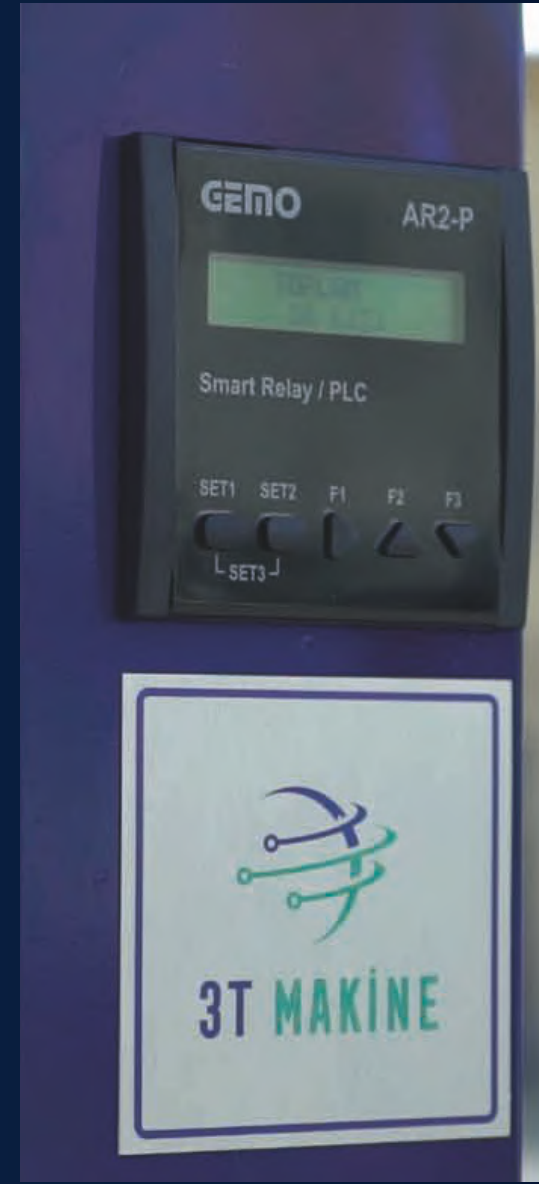 GEMO
AR2-P
Smart Relay / PLC
SET1 SET2 F1 F2 F3
SET3
3T MAKİNE